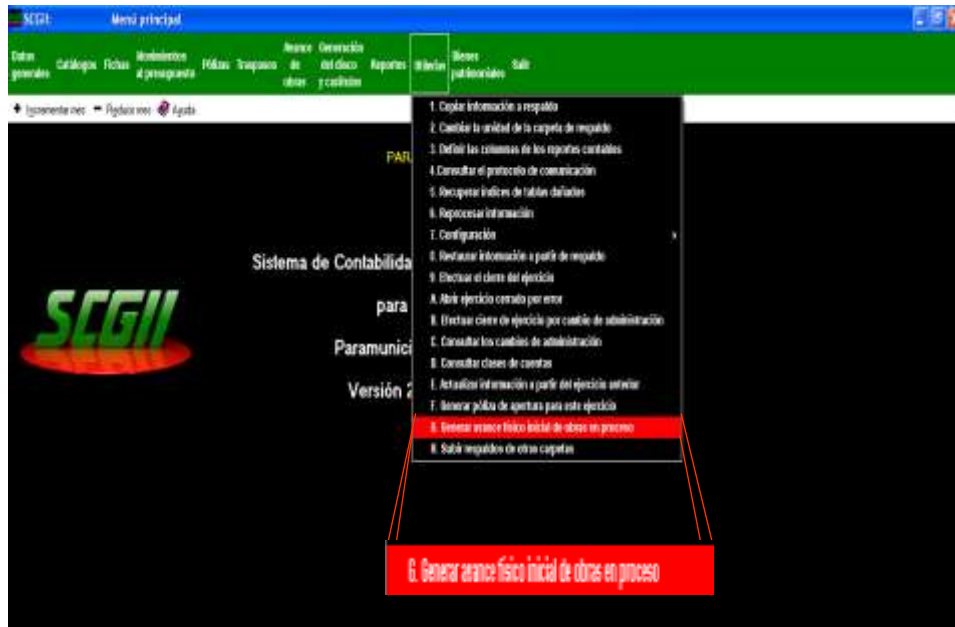 SCGII: Menú principal
Datos generales
Catálogos
Fichas
Movimientos al presupuesto
Pólizas
Traspasos
Avance de obras
Generación del disco y carátulas
Reportes
Utilerías
Bienes patrimoniales
Salir
Incrementar mes Reducir mes Ayuda
1. Copiar información a respaldo
2. Cambiar la unidad de la carpeta de respaldo
3. Definir las columnas de los reportes contables
4.Consultar el protocolo de comunicación
5. Recuperar índices de tablas dañados
6. Reprocesar información
7. Configuración
8. Restaurar información a partir de respaldo
9. Efectuar el cierre del ejercicio
A. Abrir ejercicio cerrado por error
B. Efectuar cierre de ejercicio por cambio de administración
C. Consultar los cambios de administración
D. Consultar clases de cuentas
E. Actualizar información a partir del ejercicio anterior
F. Generar póliza de apertura para este ejercicio
G. Generar avance físico inicial de obras en proceso
H. Subir respaldos de otras carpetas
PAR
Sistema de Contabilida
para
Paramunici
Versión 2
SCGII
G. Generar avance físico inicial de obras en proceso